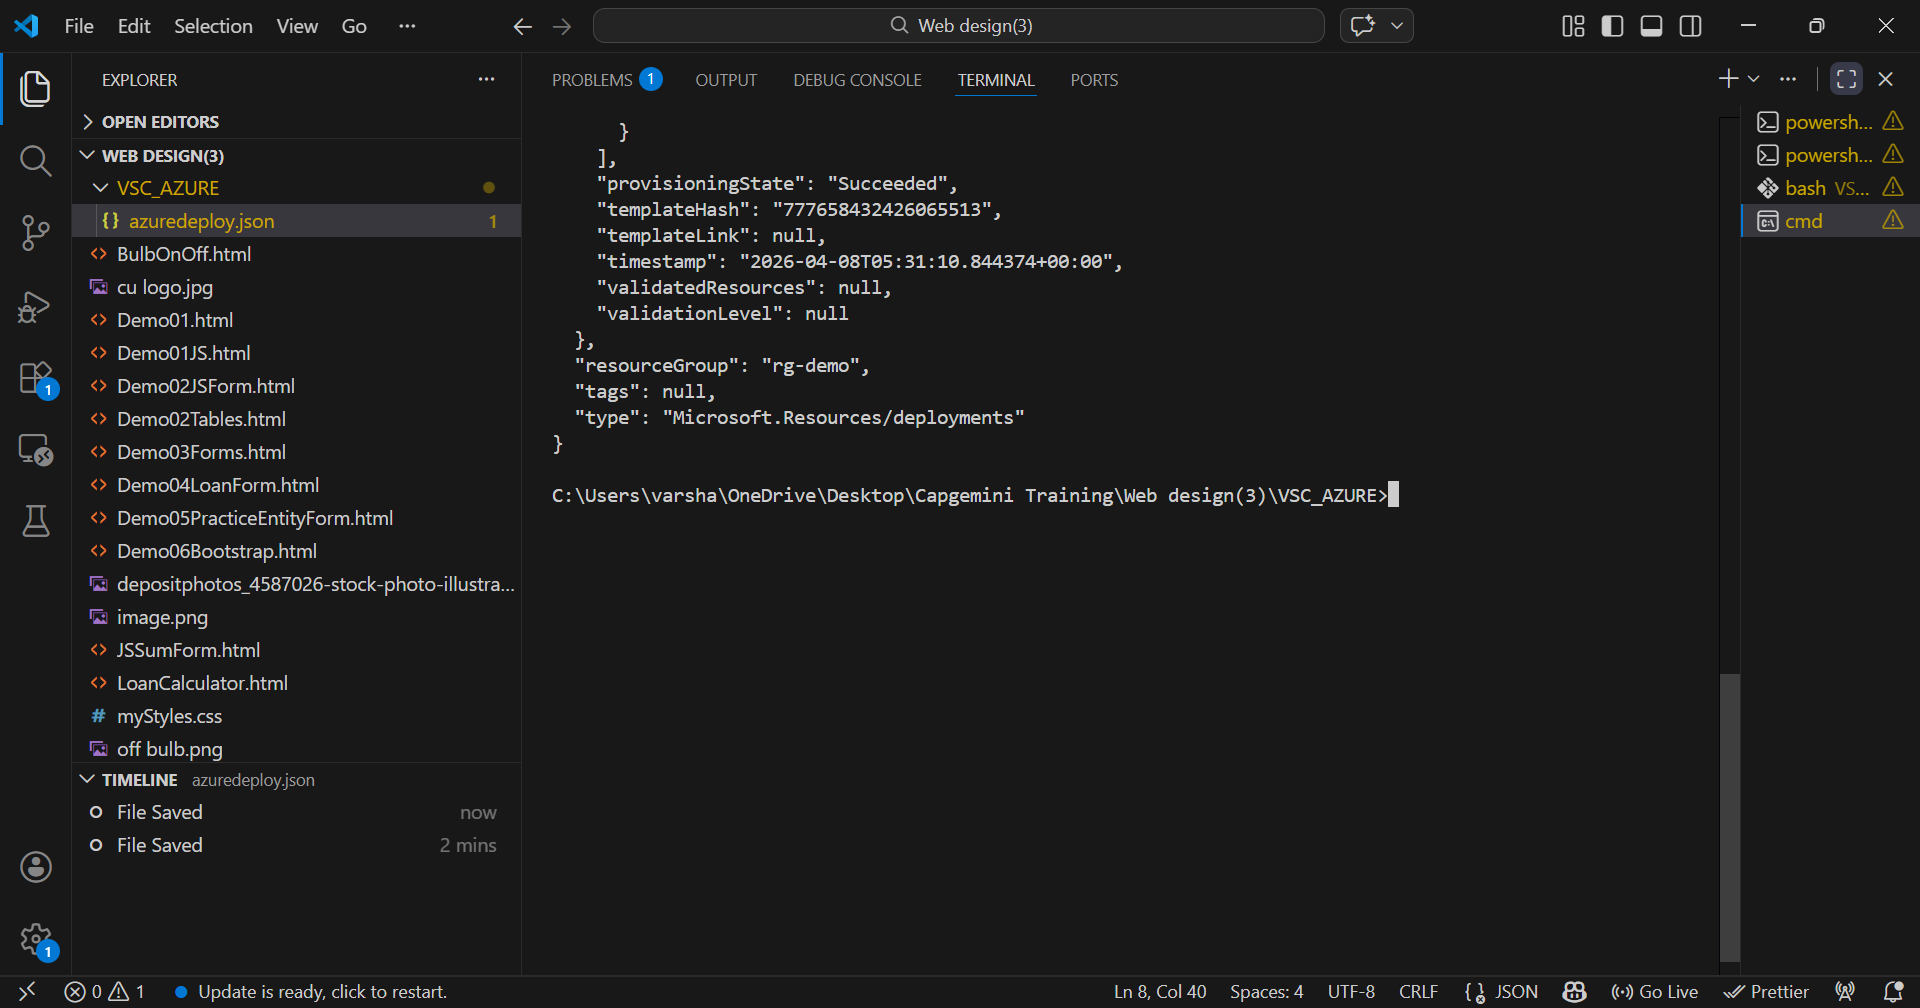 File Edit Selection View Go ···
Web design(3)
EXPLORER ···
OPEN EDITORS
WEB DESIGN(3)
VSC_AZURE
{} azuredeploy.json 1
<> BulbOnOff.html
cu logo.jpg
<> Demo01.html
<> Demo01JS.html
<> Demo02JSForm.html
<> Demo02Tables.html
<> Demo03Forms.html
<> Demo04LoanForm.html
<> Demo05PracticeEntityForm.html
<> Demo06Bootstrap.html
depositphotos_4587026-stock-photo-illustra...
image.png
<> JSSumForm.html
<> LoanCalculator.html
# myStyles.css
off bulb.png
TIMELINE azuredeploy.json
File Saved now
File Saved 2 mins
1
1
PROBLEMS 1 OUTPUT DEBUG CONSOLE TERMINAL PORTS
}
],
"provisioningState": "Succeeded",
"templateHash": "777658432426065513",
"templateLink": null,
"timestamp": "2026-04-08T05:31:10.844374+00:00",
"validatedResources": null,
"validationLevel": null
},
"resourceGroup": "rg-demo",
"tags": null,
"type": "Microsoft.Resources/deployments"
}
C:\Users\varsha\OneDrive\Desktop\Capgemini Training\Web design(3)\VSC_AZURE>
powersh...
powersh...
bash VS...
cmd
0 1 Update is ready, click to restart. Ln 8, Col 40 Spaces: 4 UTF-8 CRLF {} JSON Go Live Prettier